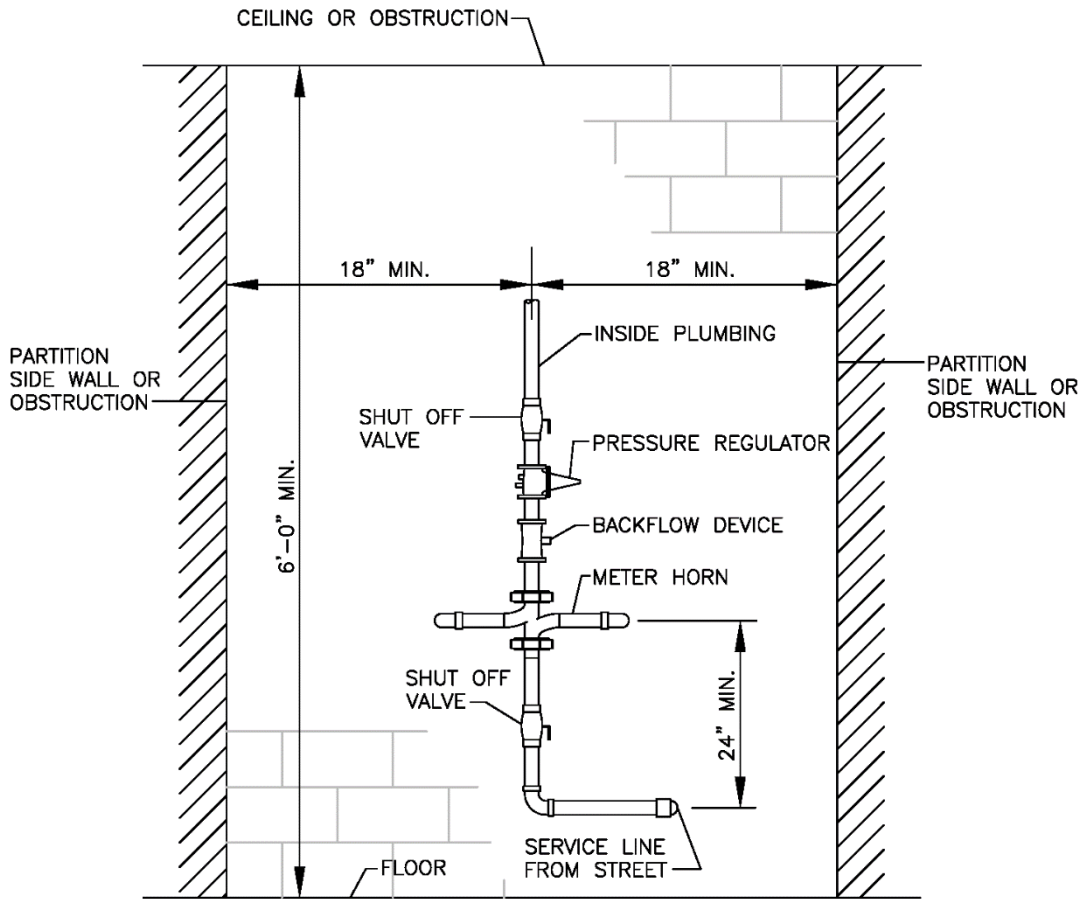 CEILING OR OBSTRUCTION
18” MIN.
18” MIN.
INSIDE PLUMBING
PARTITION
SIDE WALL OR
OBSTRUCTION
PARTITION
SIDE WALL OR
OBSTRUCTION
SHUT OFF
VALVE
PRESSURE REGULATOR
6’-0” MIN.
BACKFLOW DEVICE
METER HORN
SHUT OFF
VALVE
24” MIN.
SERVICE LINE
FROM STREET
FLOOR